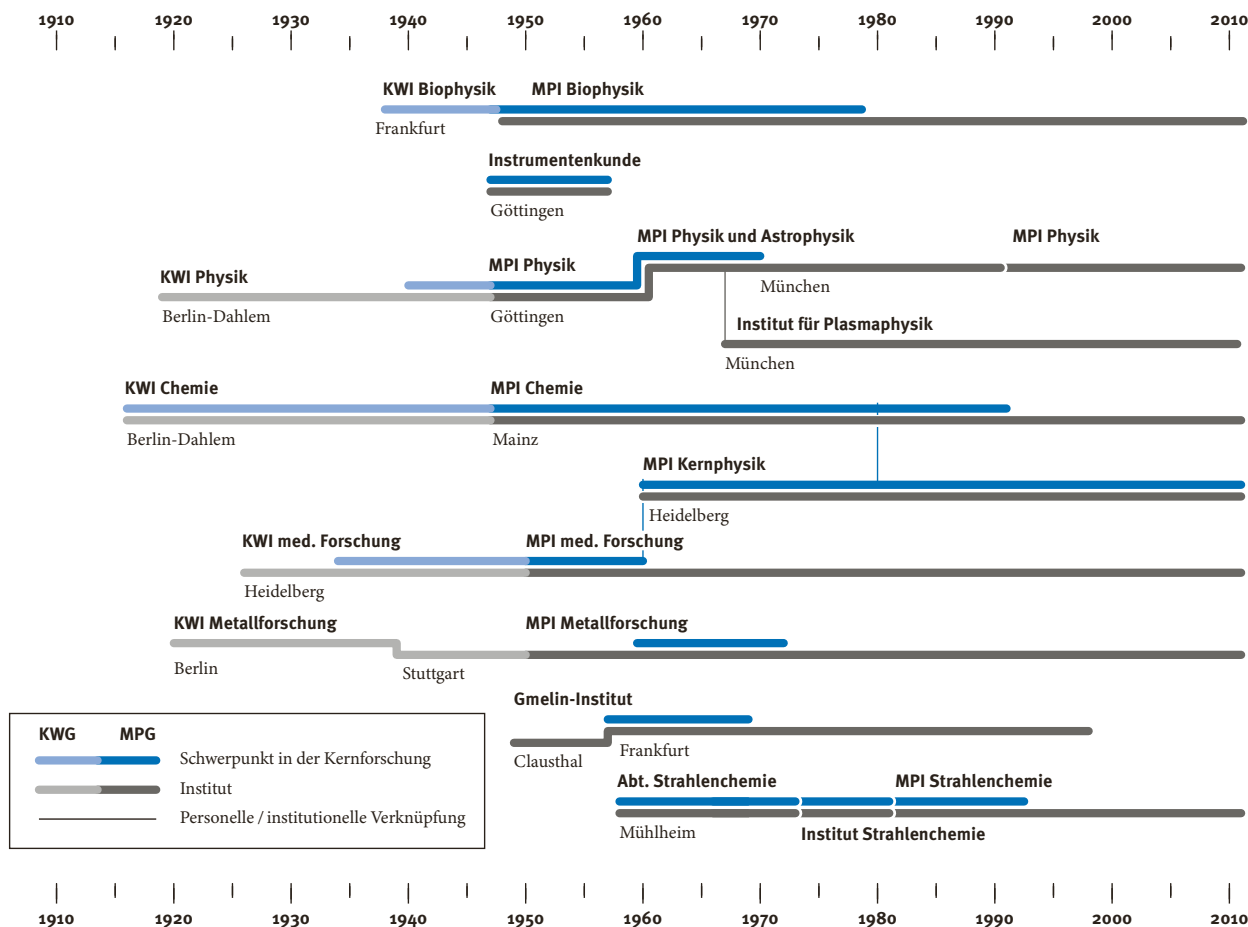 1910 1920 1930 1940 1950 1960 1970 1980 1990 2000 2010
KWI Biophysik MPI Biophysik
Frankfurt
Instrumentenkunde
Göttingen
MPI Physik und Astrophysik MPI Physik
KWI Physik MPI Physik
München
Berlin-Dahlem Göttingen
Institut für Plasmaphysik
München
KWI Chemie MPI Chemie
Berlin-Dahlem Mainz
MPI Kernphysik
Heidelberg
KWI med. Forschung MPI med. Forschung
Heidelberg
KWI Metallforschung MPI Metallforschung
Berlin Stuttgart
Gmelin-Institut
Frankfurt
Clausthal
Abt. Strahlenchemie MPI Strahlenchemie
Mühlheim Institut Strahlenchemie
KWG MPG
Schwerpunkt in der Kernforschung
Institut
Personelle / institutionelle Verknüpfung
1910 1920 1930 1940 1950 1960 1970 1980 1990 2000 2010